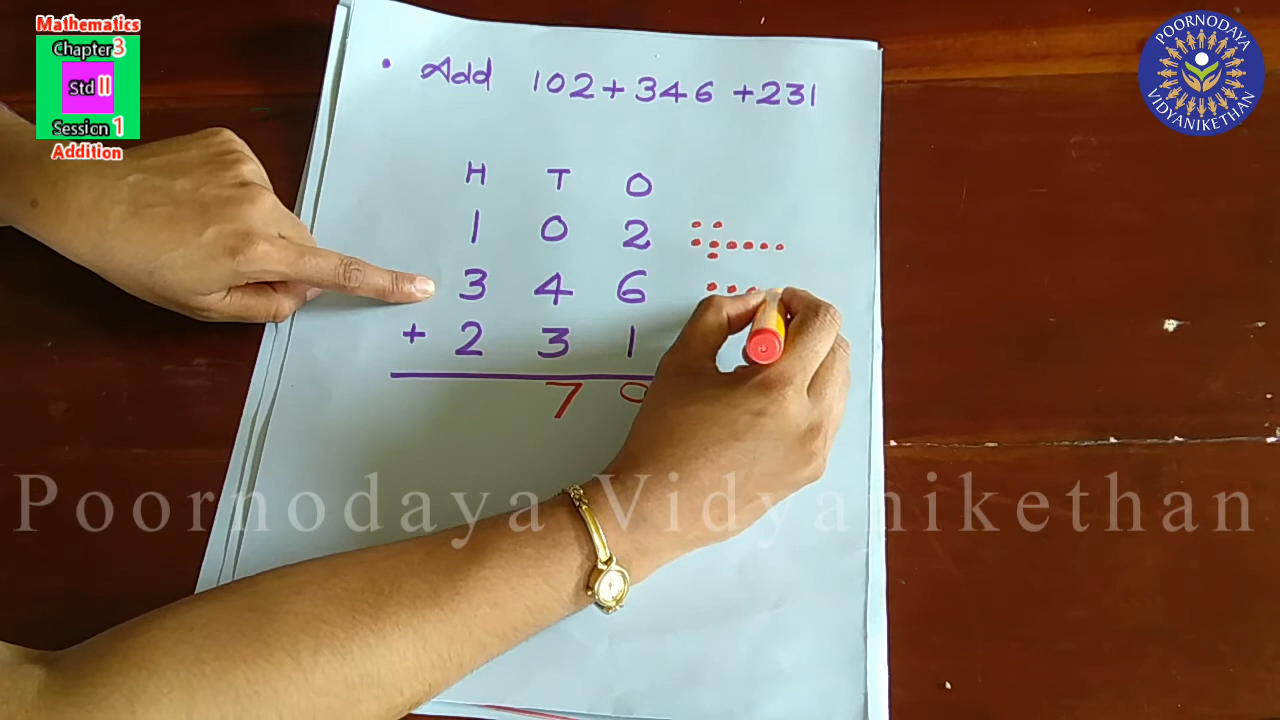 Mathematics
Chapter 3
Std II
Session 1
Addition
POORNODAYA
VIDYANIKETHAN
• Add 102 + 346 + 231
H T O
1 0 2
3 4 6
+ 2 3 1
7
Poornodaya Vidyanikethan